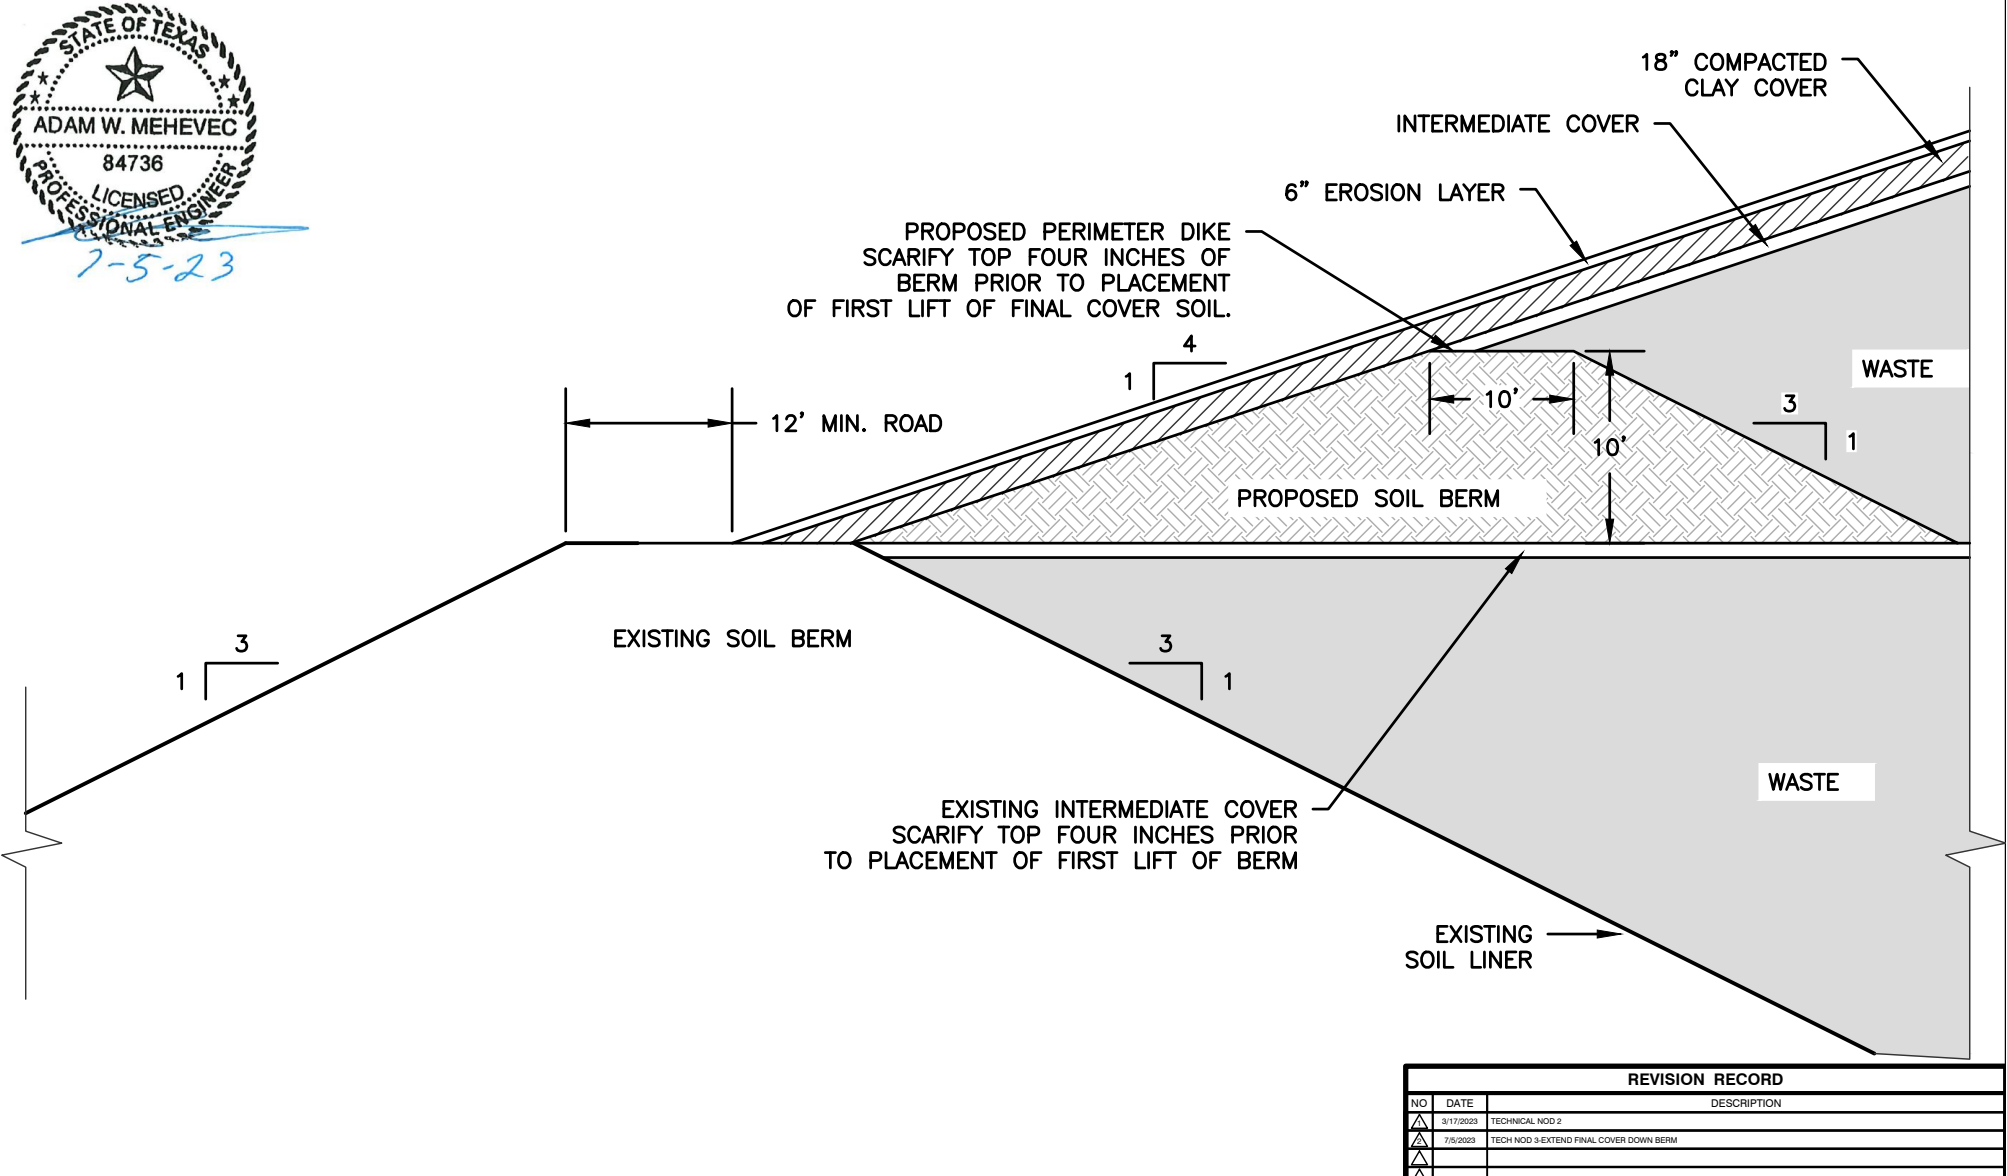 STATE OF TEXAS
ADAM W. MEHEVEC
84736
LICENSED
PROFESSIONAL ENGINEER
7-5-23
18” COMPACTED
CLAY COVER
INTERMEDIATE COVER
6” EROSION LAYER
PROPOSED PERIMETER DIKE
SCARIFY TOP FOUR INCHES OF
BERM PRIOR TO PLACEMENT
OF FIRST LIFT OF FINAL COVER SOIL.
4
1
WASTE
12’ MIN. ROAD
10’
3
1
10’
PROPOSED SOIL BERM
EXISTING SOIL BERM
3
1
3
1
WASTE
EXISTING INTERMEDIATE COVER
SCARIFY TOP FOUR INCHES PRIOR
TO PLACEMENT OF FIRST LIFT OF BERM
EXISTING
SOIL LINER
REVISION RECORD
NO DATE DESCRIPTION
1 3/17/2023 TECHNICAL NOD 2
2 7/5/2023 TECH NOD 3-EXTEND FINAL COVER DOWN BERM